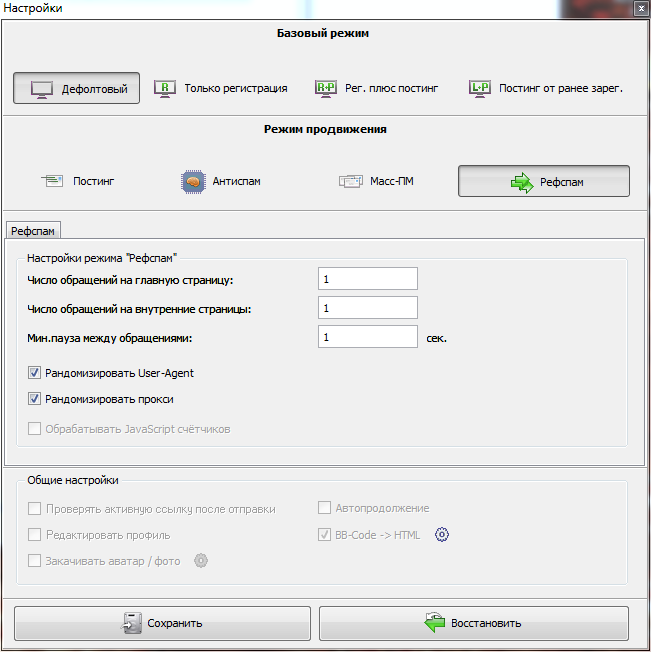 Настройки
Базовый режим
Дефолтовый
R Только регистрация
R+P Рег. плюс постинг
L+P Постинг от ранее зарег.
Режим продвижения
Постинг
Антиспам
Масс-ПМ
Рефспам
Рефспам
Настройки режима "Рефспам"
Число обращений на главную страницу: 1
Число обращений на внутренние страницы: 1
Мин.пауза между обращениями: 1 сек.
Рандомизировать User-Agent
Рандомизировать прокси
Обрабатывать JavaScript счётчиков
Общие настройки
Проверять активную ссылку после отправки
Автопродолжение
Редактировать профиль
BB-Code -> HTML
Закачивать аватар / фото
Сохранить
Восстановить